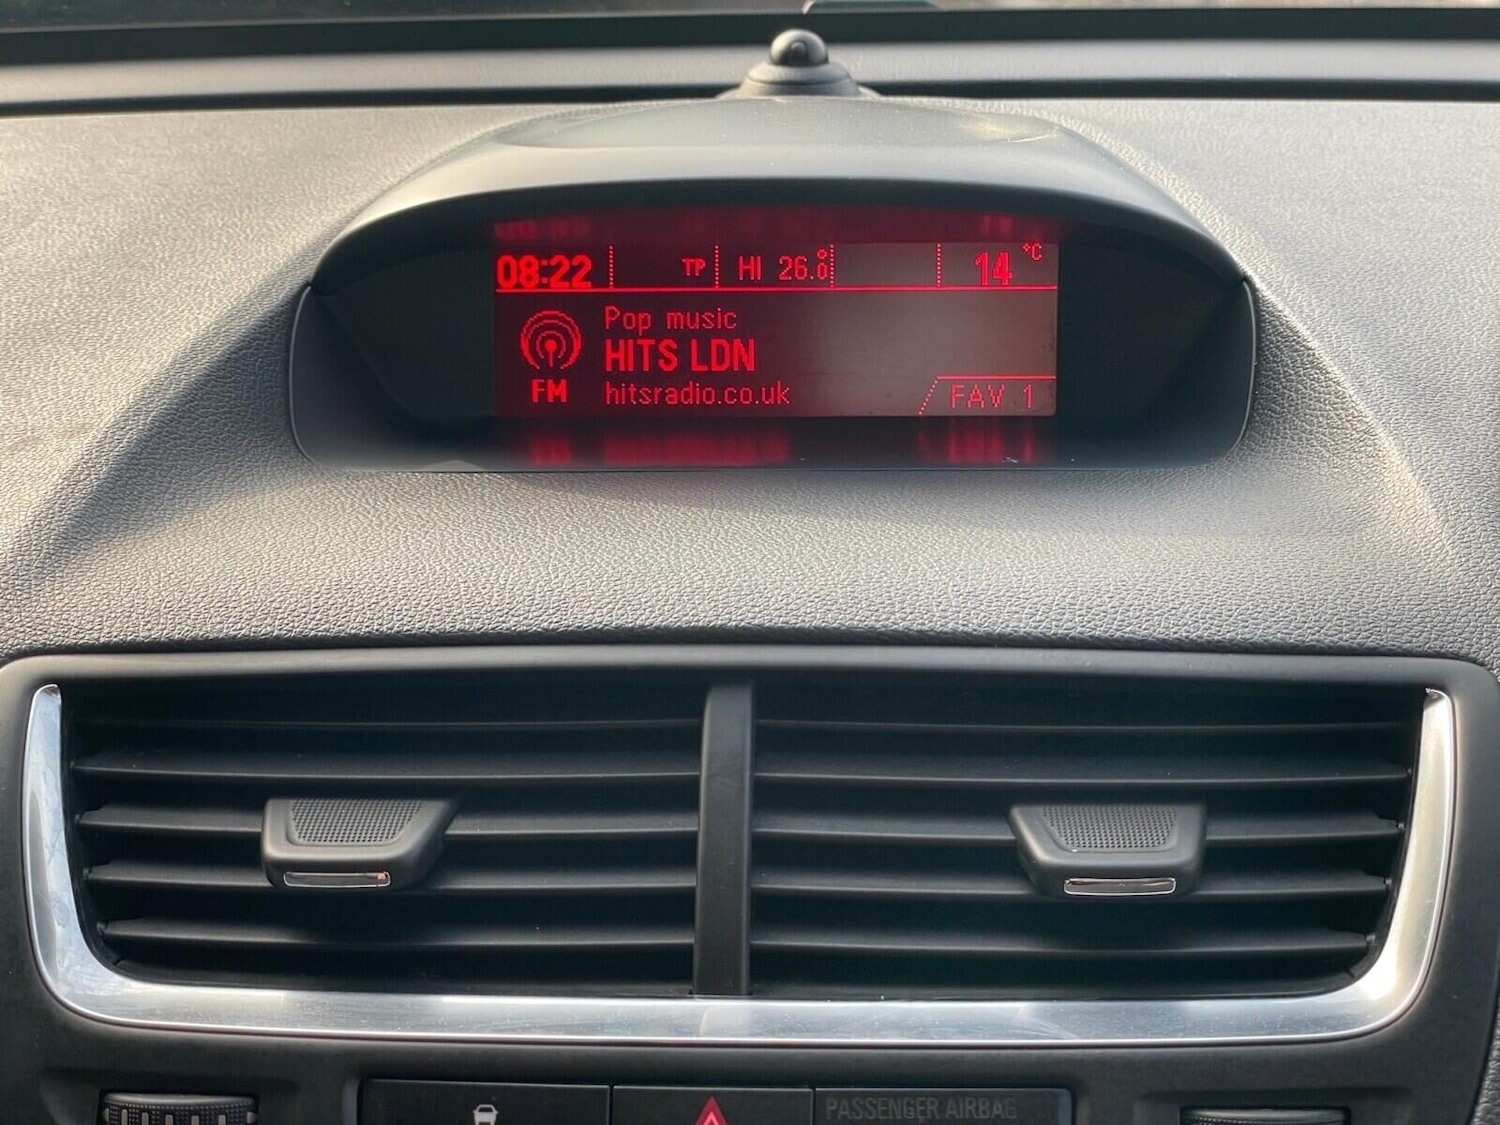 08:22 TP HI 26.0 14 °C
Pop music
HITS LDN
FM hitsradio.co.uk
FAV 1
PASSENGER AIRBAG